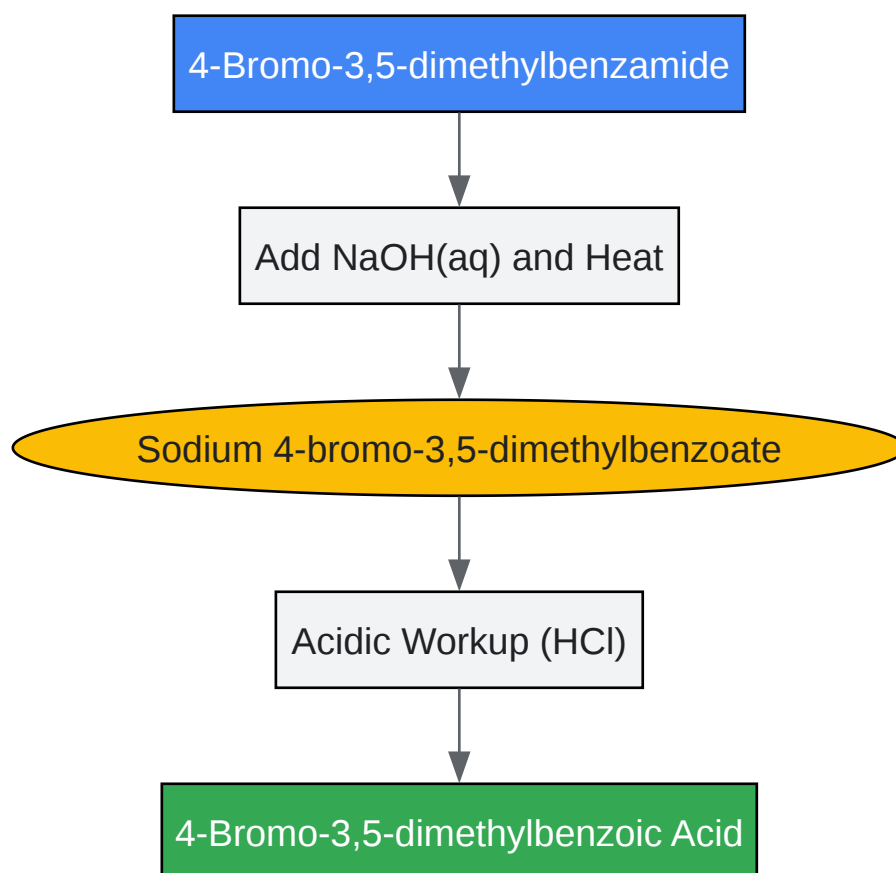 4-Bromo-3,5-dimethylbenzamide
Add NaOH(aq) and Heat
Sodium 4-bromo-3,5-dimethylbenzoate
Acidic Workup (HCl)
4-Bromo-3,5-dimethylbenzoic Acid